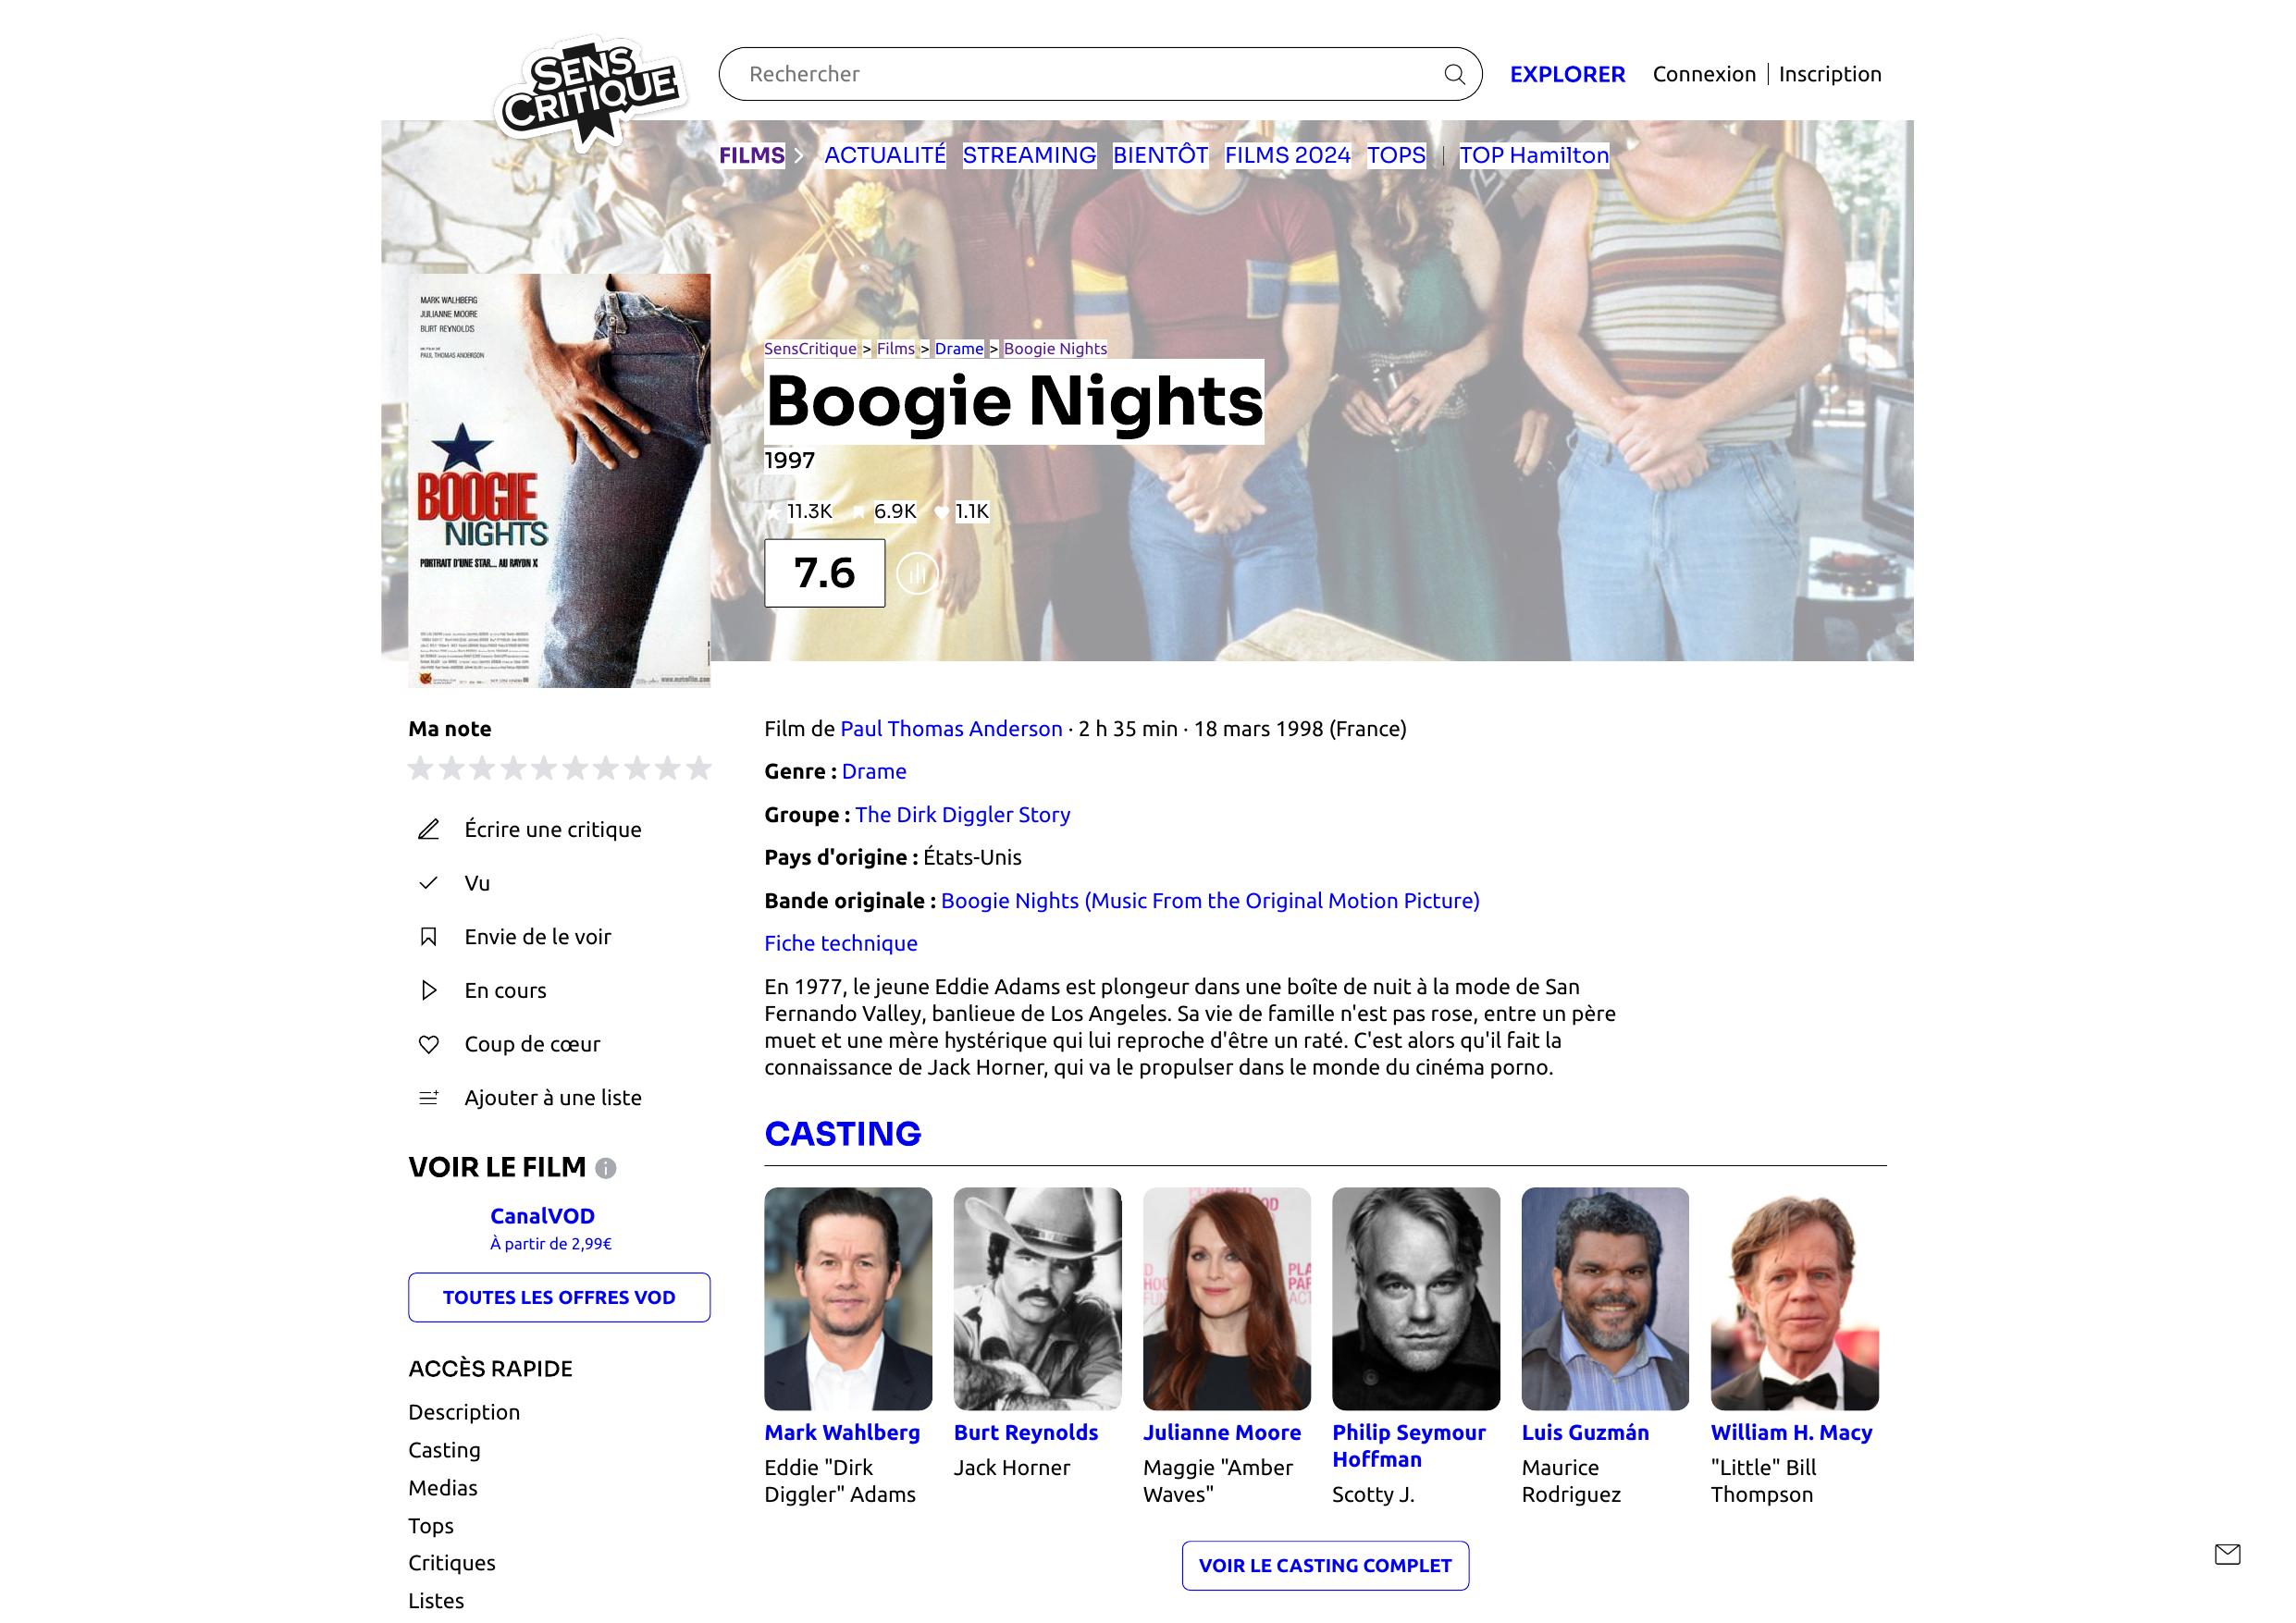 SENS
CRITIQUE
Rechercher
EXPLORER
Connexion
Inscription
FILMS
ACTUALITÉ
STREAMING
BIENTÔT
FILMS 2024
TOPS
TOP Hamilton
MARK WALHBERG
JULIANNE MOORE
BURT REYNOLDS
PAUL THOMAS ANDERSON
BOOGIE
NIGHTS
PORTRAIT D'UNE STAR... AU RAYON X
SensCritique > Films > Drame > Boogie Nights
Boogie Nights
1997
11.3K 6.9K 1.1K
7.6
Ma note
Écrire une critique
Vu
Envie de le voir
En cours
Coup de cœur
Ajouter à une liste
VOIR LE FILM
CanalVOD
À partir de 2,99€
TOUTES LES OFFRES VOD
ACCÈS RAPIDE
Description
Casting
Medias
Tops
Critiques
Listes
Film de Paul Thomas Anderson · 2 h 35 min · 18 mars 1998 (France)
Genre : Drame
Groupe : The Dirk Diggler Story
Pays d'origine : États-Unis
Bande originale : Boogie Nights (Music From the Original Motion Picture)
Fiche technique
En 1977, le jeune Eddie Adams est plongeur dans une boîte de nuit à la mode de San
Fernando Valley, banlieue de Los Angeles. Sa vie de famille n'est pas rose, entre un père
muet et une mère hystérique qui lui reproche d'être un raté. C'est alors qu'il fait la
connaissance de Jack Horner, qui va le propulser dans le monde du cinéma porno.
CASTING
Mark Wahlberg
Eddie "Dirk
Diggler" Adams
Burt Reynolds
Jack Horner
Julianne Moore
Maggie "Amber
Waves"
Philip Seymour
Hoffman
Scotty J.
Luis Guzmán
Maurice
Rodriguez
William H. Macy
"Little" Bill
Thompson
VOIR LE CASTING COMPLET